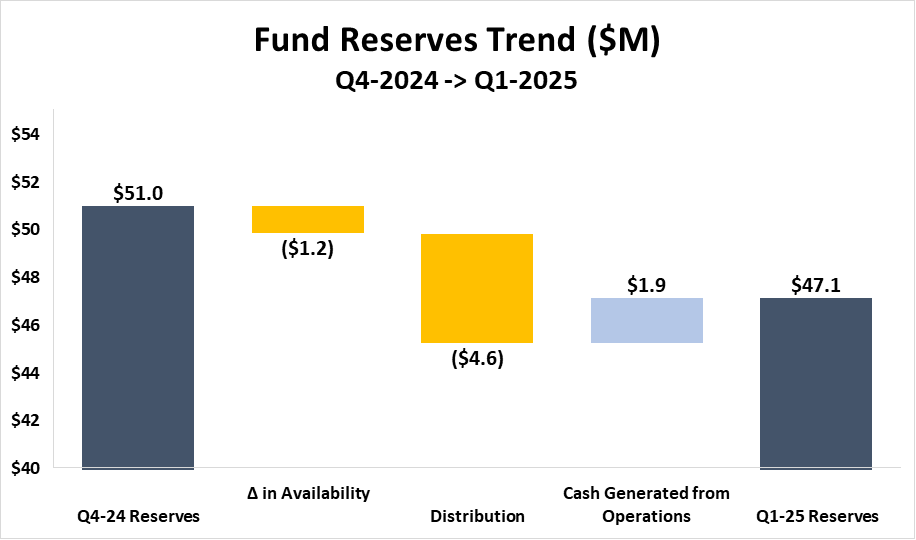 Fund Reserves Trend ($M)
Q4-2024 -> Q1-2025
$54
$52
$50
$48
$46
$44
$42
$40
$51.0
($1.2)
($4.6)
$1.9
$47.1
Q4-24 Reserves
Δ in Availability
Distribution
Cash Generated from
Operations
Q1-25 Reserves